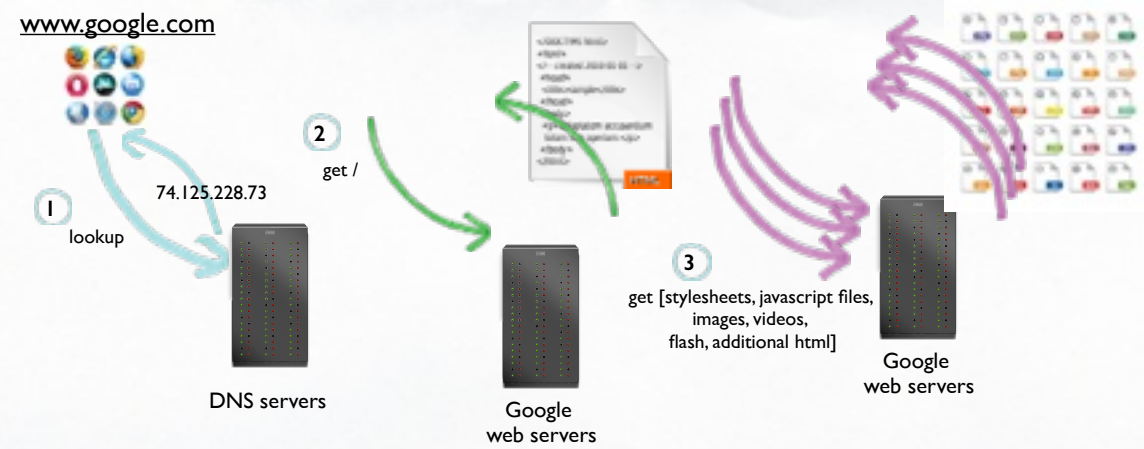 www.google.com
1
lookup
74.125.228.73
DNS servers
2
get /
HTML
Google
web servers
3
get [stylesheets, javascript files,
images, videos,
flash, additional html]
Google
web servers